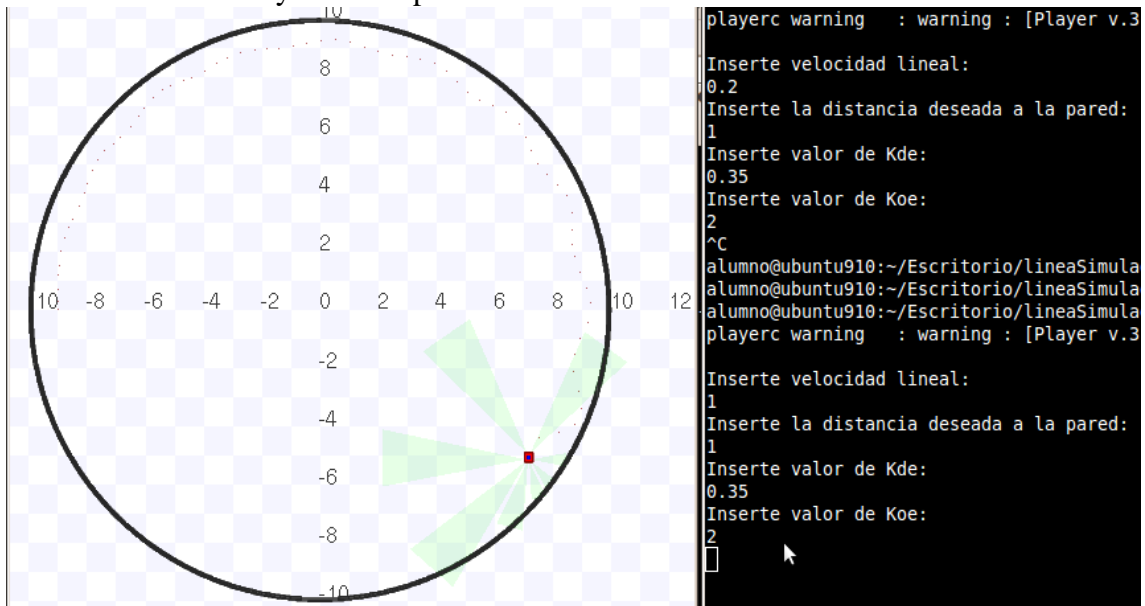 10
8
6
4
2
10 -8 -6 -4 -2 0 2 4 6 8 10 12
-2
-4
-6
-8
-10
playerc warning   : warning : [Player v.3
Inserte velocidad lineal:
0.2
Inserte la distancia deseada a la pared:
1
Inserte valor de Kde:
0.35
Inserte valor de Koe:
2
^C
alumno@ubuntu910:~/Escritorio/lineaSimula
alumno@ubuntu910:~/Escritorio/lineaSimula
alumno@ubuntu910:~/Escritorio/lineaSimula
playerc warning   : warning : [Player v.3
Inserte velocidad lineal:
1
Inserte la distancia deseada a la pared:
1
Inserte valor de Kde:
0.35
Inserte valor de Koe:
2